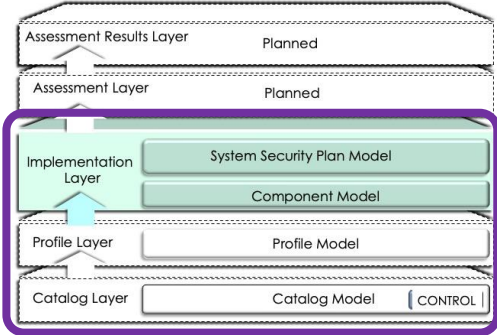 Assessment Results Layer
Planned
Assessment Layer
Planned
Implementation
Layer
System Security Plan Model
Component Model
Profile Layer
Profile Model
Catalog Layer
Catalog Model
CONTROL